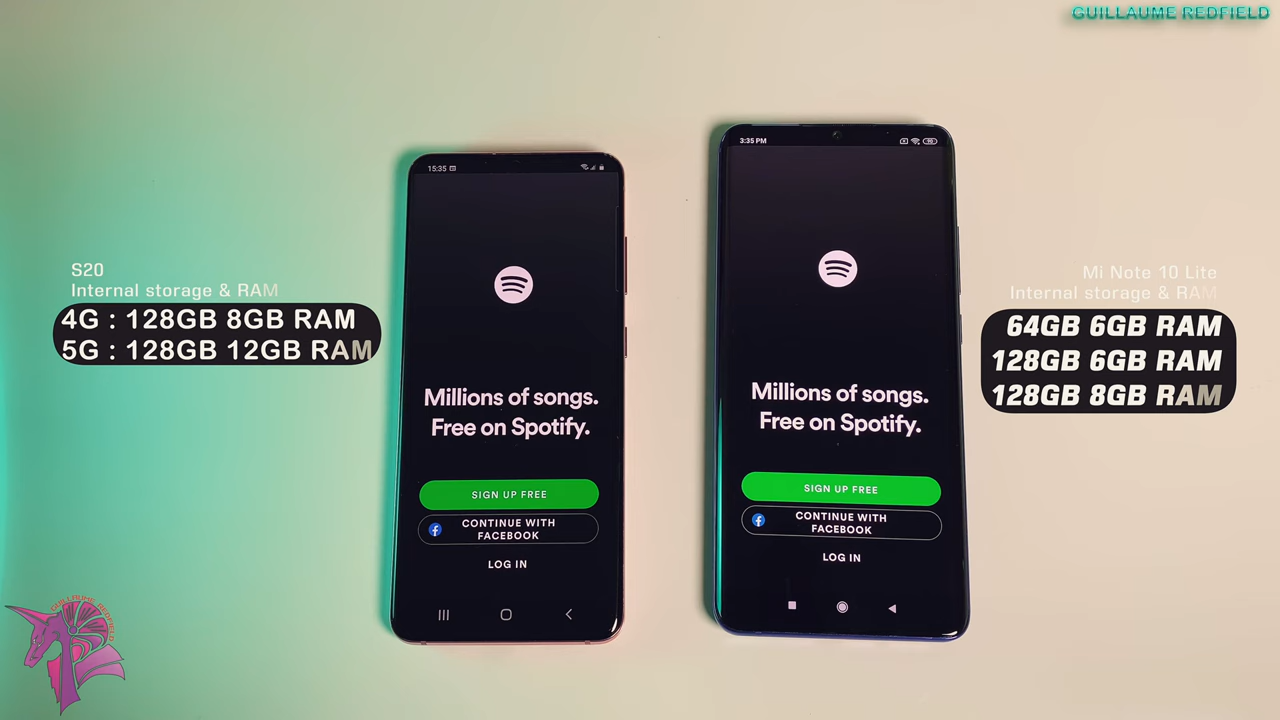 GUILLAUME REDFIELD
S20
Internal storage & RAM
4G : 128GB 8GB RAM
5G : 128GB 12GB RAM
15:35
Millions of songs.
Free on Spotify.
SIGN UP FREE
CONTINUE WITH
FACEBOOK
LOG IN
3:35 PM
90
Millions of songs.
Free on Spotify.
SIGN UP FREE
CONTINUE WITH
FACEBOOK
LOG IN
Mi Note 10 Lite
Internal storage & RAM
64GB 6GB RAM
128GB 6GB RAM
128GB 8GB RAM
GUILLAUME REDFIELD